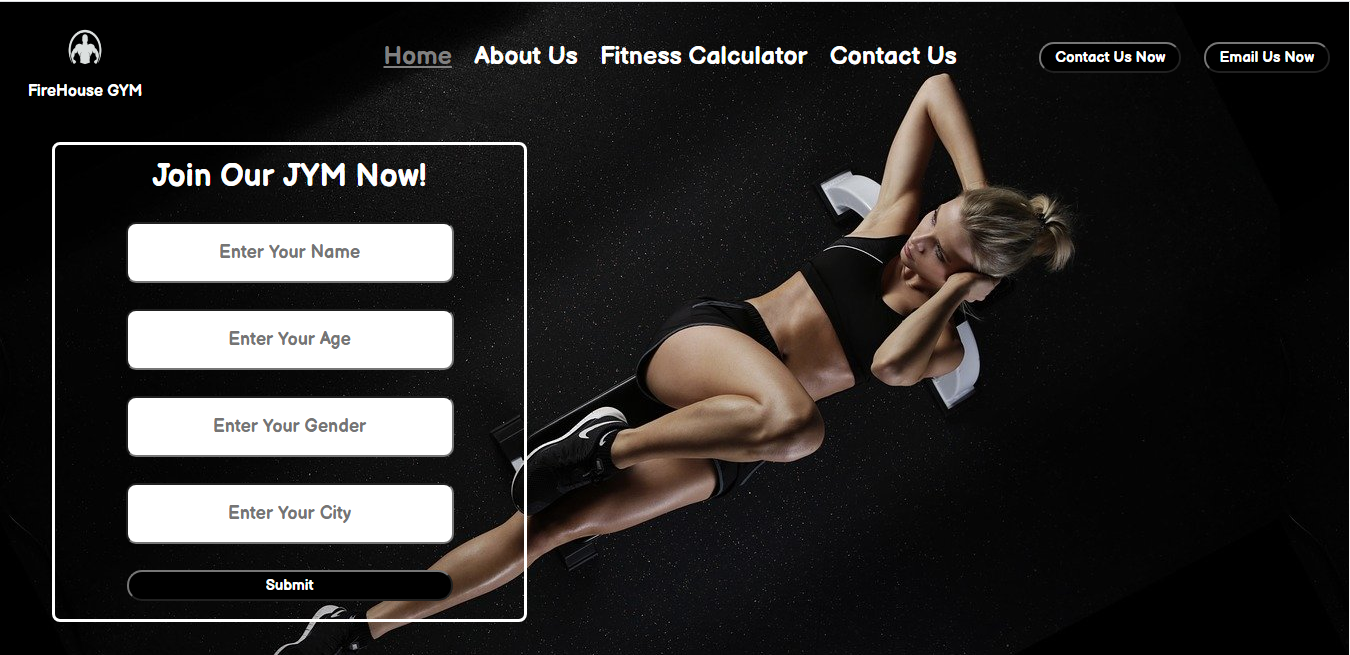 Home
About Us
Fitness Calculator
Contact Us
Contact Us Now
Email Us Now
FireHouse GYM
Join Our JYM Now!
Enter Your Name
Enter Your Age
Enter Your Gender
Enter Your City
Submit